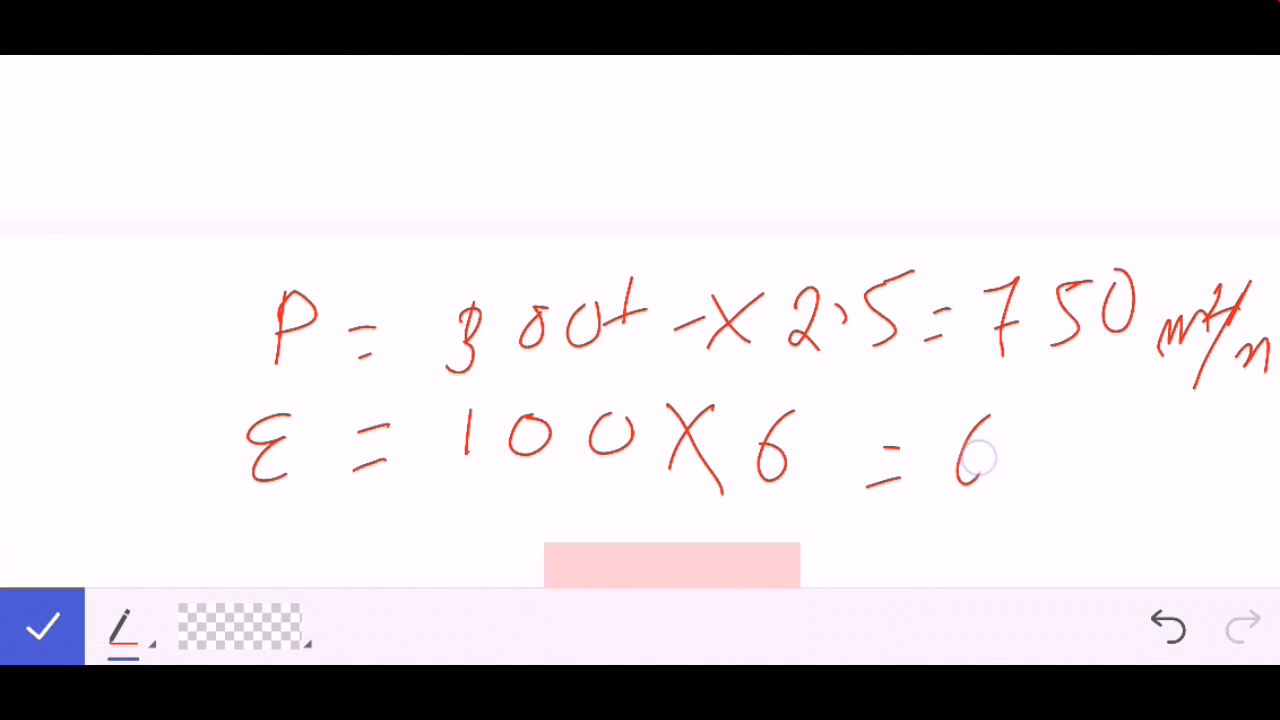 P = 300t - X 2.5 = 750 mt/n
ε = 100 X 6 = 6